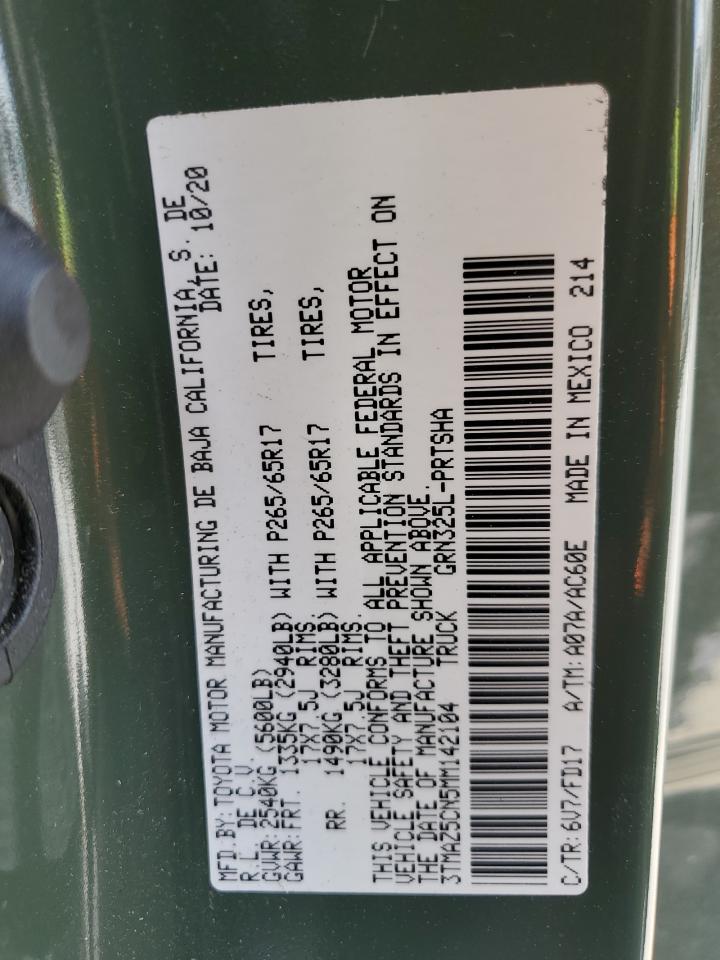 MFD.BY: TOYOTA MOTOR MANUFACTURING DE BAJA CALIFORNIA, S. DE
R.L. DE C.V. DATE: 10/20
GVWR: 2540KG (5600LB)
GAWR: FRT. 1335KG (2940LB) WITH P265/65R17 TIRES,
17X7.5J RIMS.
RR. 1490KG (3280LB) WITH P265/65R17 TIRES,
17X7.5J RIMS.
THIS VEHICLE CONFORMS TO ALL APPLICABLE FEDERAL MOTOR
VEHICLE SAFETY AND THEFT PREVENTION STANDARDS IN EFFECT ON
THE DATE OF MANUFACTURE SHOWN ABOVE.
3TMAZ5CN5MM142104 TRUCK GRN325L-PRTSHA
C/TR: 6V7/FD17 A/TM: A07A/AC60E MADE IN MEXICO 214